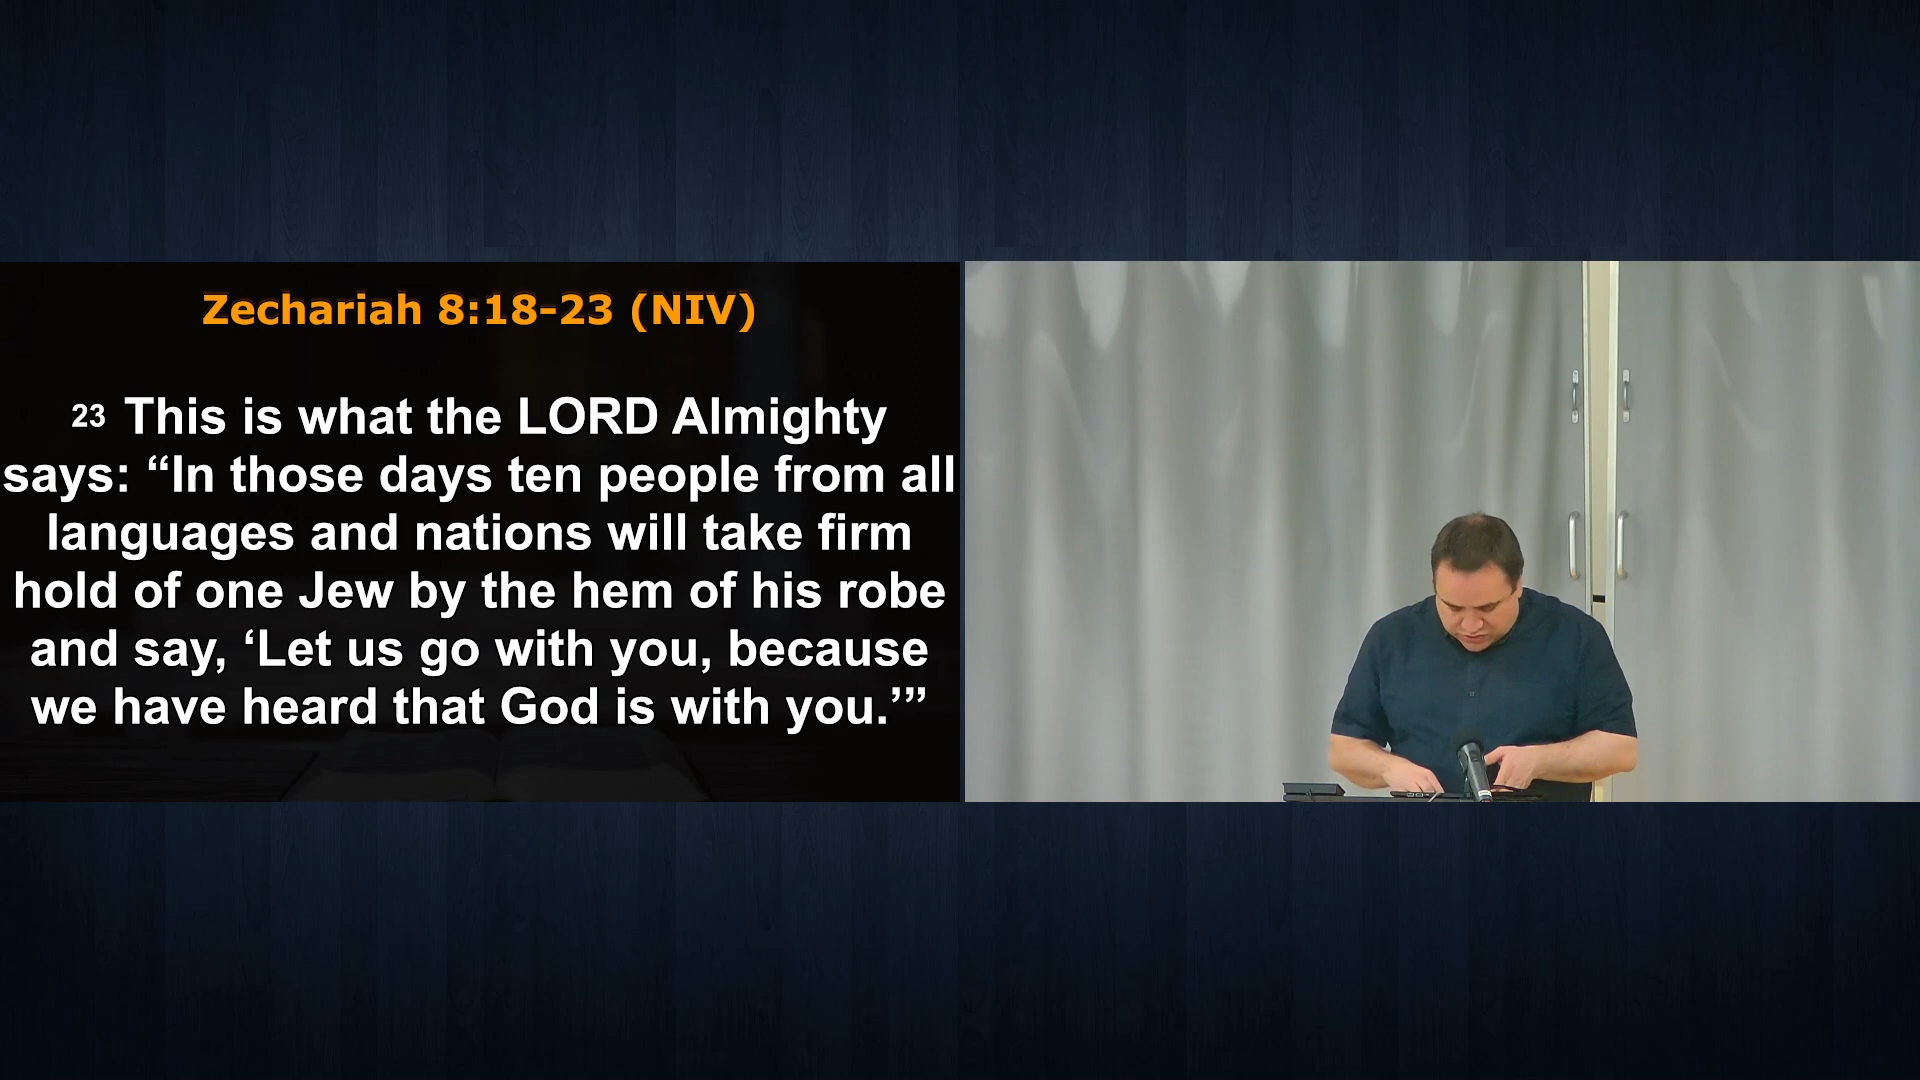 Zechariah 8:18-23 (NIV)
23 This is what the LORD Almighty
says: “In those days ten people from all
languages and nations will take firm
hold of one Jew by the hem of his robe
and say, ‘Let us go with you, because
we have heard that God is with you.’”